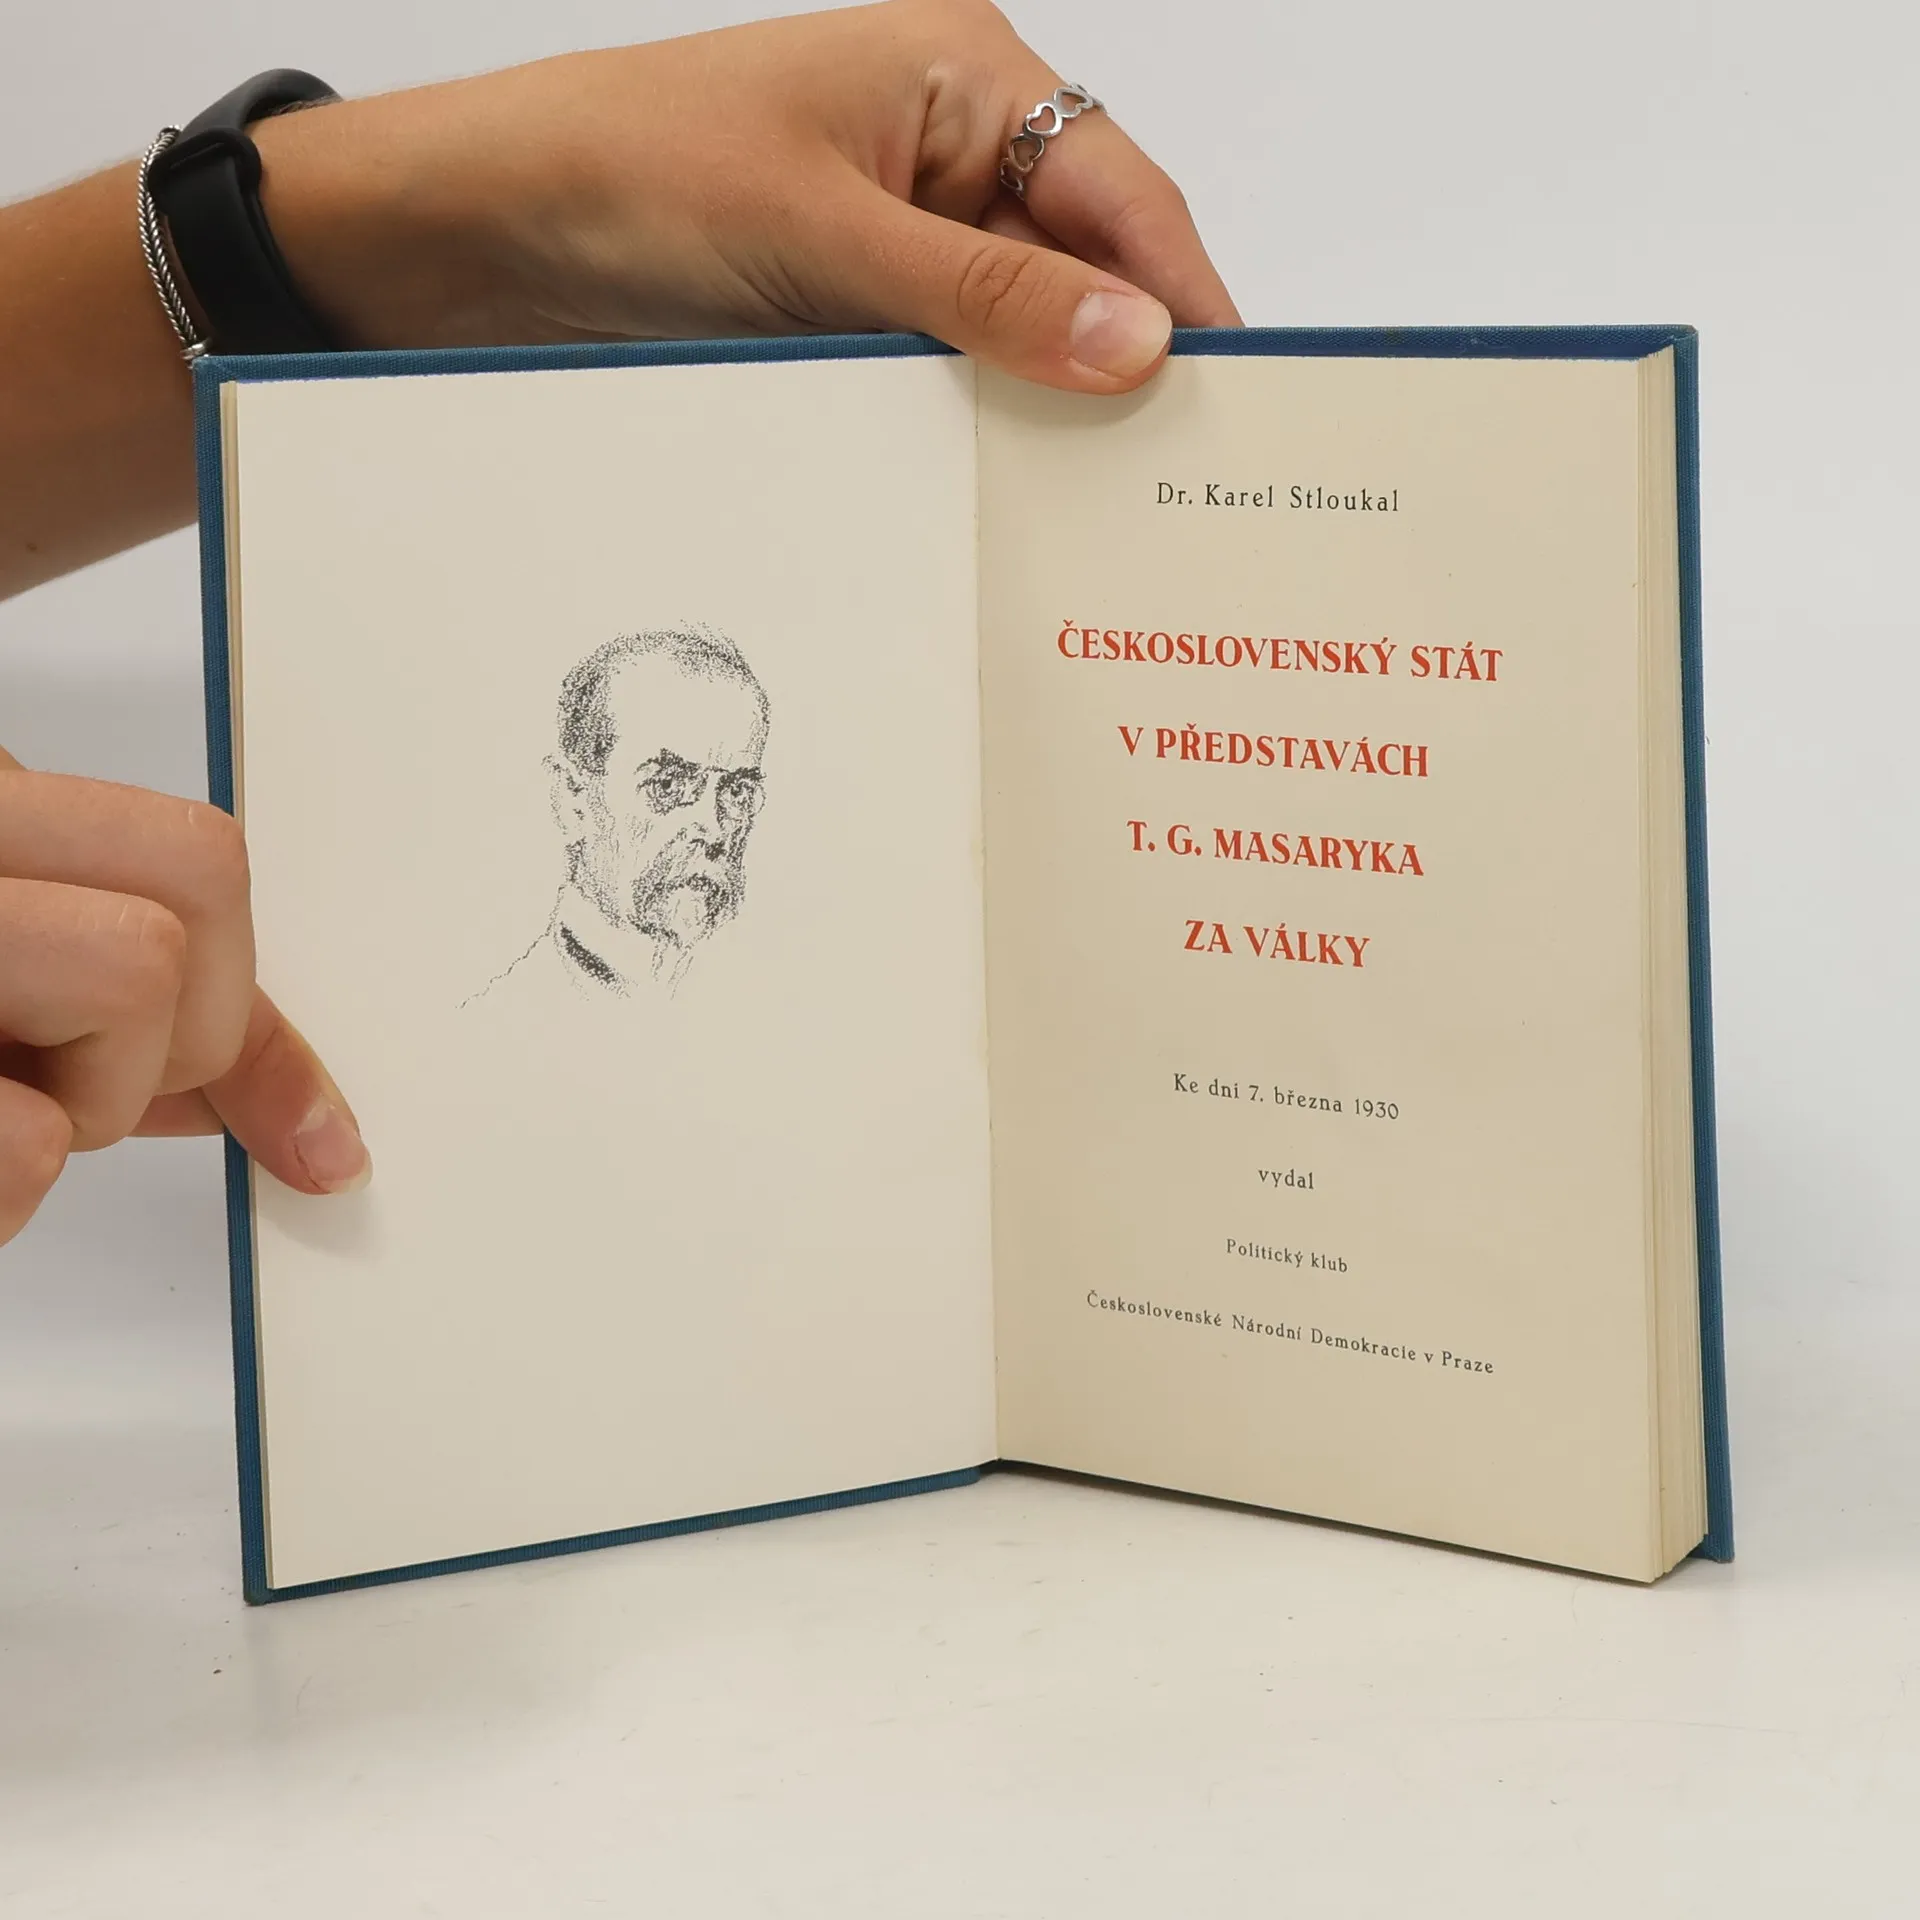 Dr. Karel Stloukal
ČESKOSLOVENSKÝ STÁT
V PŘEDSTAVÁCH
T. G. MASARYKA
ZA VÁLKY
Ke dni 7. března 1930
vydal
Politický klub
Československé Národní Demokracie v Praze